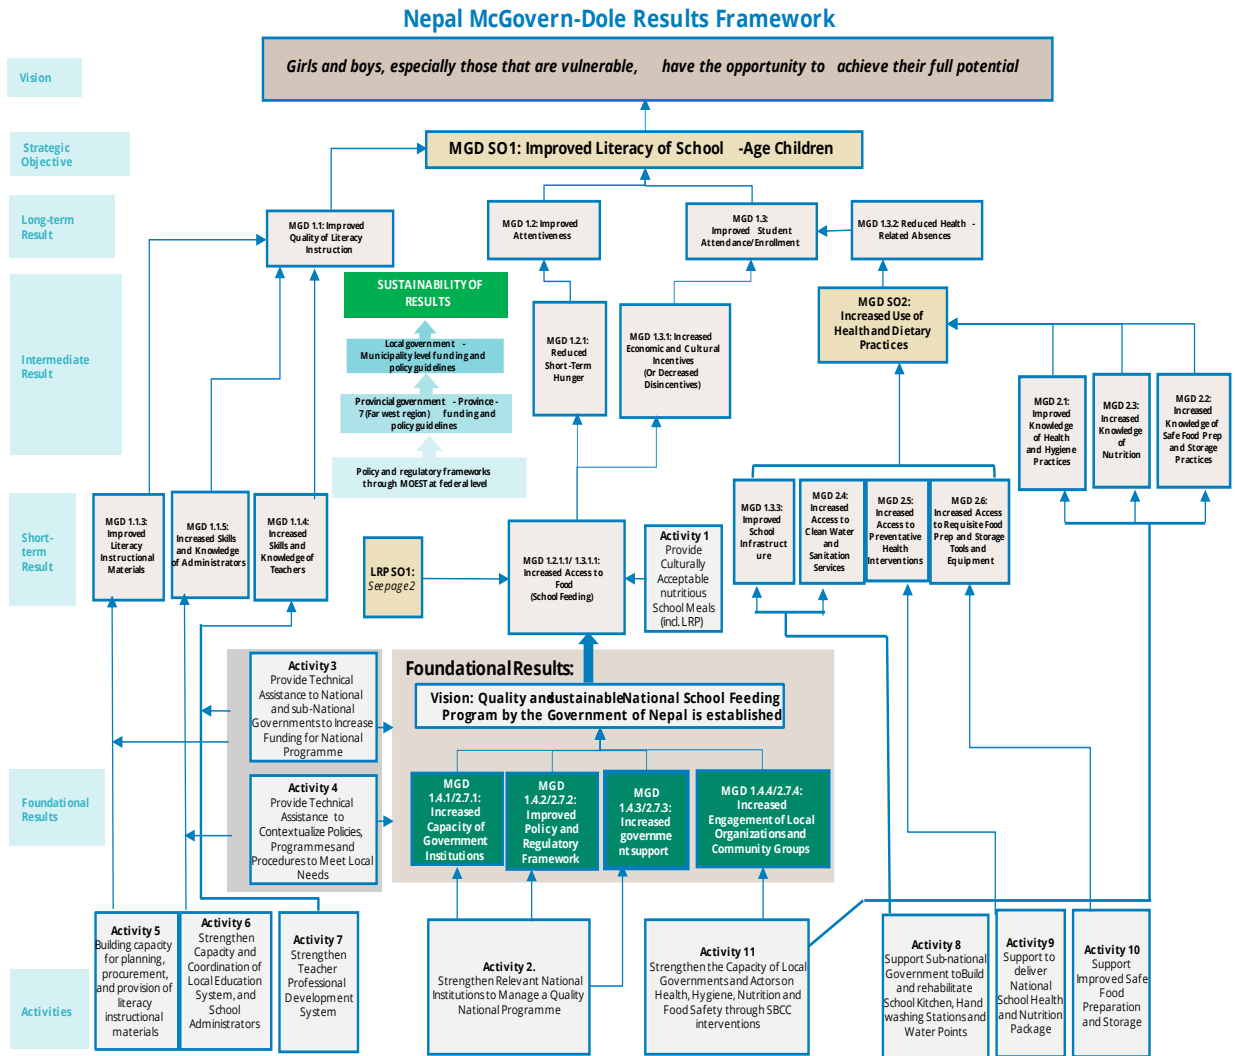 Nepal McGovern-Dole Results Framework
Vision
Girls and boys, especially those that are vulnerable, have the opportunity to achieve their full potential
Strategic
Objective
MGD SO1: Improved Literacy of School -Age Children
Long-term
Result
MGD 1.1: Improved
Quality of Literacy
Instruction
MGD 1.2: Improved
Attentiveness
MGD 1.3:
Improved Student
Attendance/Enrollment
MGD 1.3.2: Reduced Health -
Related Absences
Intermediate
Result
SUSTAINABILITY OF
RESULTS
Local government -
Municipality level funding and
policy guidelines
Provincial government - Province -
7 (Far west region) funding and
policy guidelines
Policy and regulatory frameworks
through MOEST at federal level
MGD 1.2.1:
Reduced
Short-Term
Hunger
MGD 1.3.1: Increased
Economic and Cultural
Incentives
(Or Decreased
Disincentives)
MGD SO2:
Increased Use of
Health and Dietary
Practices
MGD 2.1:
Improved
Knowledge
of Health
and Hygiene
Practices
MGD 2.3:
Increased
Knowledge
of
Nutrition
MGD 2.2:
Increased
Knowledge of
Safe Food Prep
and Storage
Practices
Short-
term
Result
MGD 1.1.3:
Improved
Literacy
Instructional
Materials
MGD 1.1.5:
Increased Skills
and Knowledge
of Administrators
MGD 1.1.4:
Increased
Skills and
Knowledge of
Teachers
LRP SO1:
See page 2
MGD 1.2.1.1/ 1.3.1.1:
Increased Access to
Food
(School Feeding)
Activity 1
Provide
Culturally
Acceptable
nutritious
School Meals
(incl. LRP)
MGD 1.3.3:
Improved
School
Infrastruct
ure
MGD 2.4:
Increased
Access to
Clean Water
and
Sanitation
Services
MGD 2.5:
Increased
Access to
Preventative
Health
Interventions
MGD 2.6:
Increased Access
to Requisite Food
Prep and Storage
Tools and
Equipment
Activity 3
Provide Technical
Assistance to National
and sub-National
Governments to Increase
Funding for National
Programme
Foundational Results:
Vision: Quality and sustainable National School Feeding
Program by the Government of Nepal is established
Foundational
Results
Activity 4
Provide Technical
Assistance to
Contextualize Policies,
Programmes and
Procedures to Meet Local
Needs
MGD
1.4.1/2.7.1:
Increased
Capacity of
Government
Institutions
MGD
1.4.2/2.7.2:
Improved
Policy and
Regulatory
Framework
MGD
1.4.3/2.7.3:
Increased
governme
nt support
MGD 1.4.4/2.7.4:
Increased
Engagement of Local
Organizations and
Community Groups
Activities
Activity 5
Building capacity
for planning,
procurement,
and provision of
literacy
instructional
materials
Activity 6
Strengthen
Capacity and
Coordination of
Local Education
System, and
School
Administrators
Activity 7
Strengthen
Teacher
Professional
Development
System
Activity 2.
Strengthen Relevant National
Institutions to Manage a Quality
National Programme
Activity 11
Strengthen the Capacity of Local
Governments and Actors on
Health, Hygiene, Nutrition and
Food Safety through SBCC
interventions
Activity 8
Support Sub-national
Government to Build
and rehabilitate
School Kitchen, Hand
washing Stations and
Water Points
Activity 9
Support to
deliver
National
School Health
and Nutrition
Package
Activity 10
Support
Improved Safe
Food
Preparation
and Storage